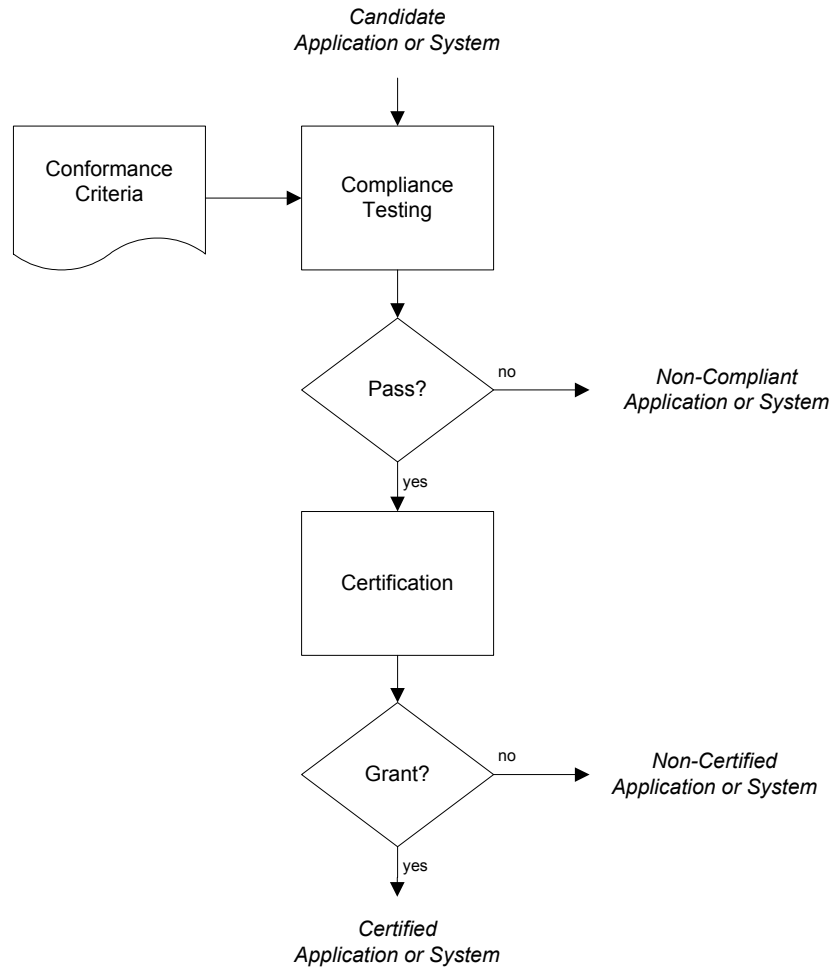 Candidate
Application or System
Conformance
Criteria
Compliance
Testing
Pass?
no
Non-Compliant
Application or System
yes
Certification
Grant?
no
Non-Certified
Application or System
yes
Certified
Application or System